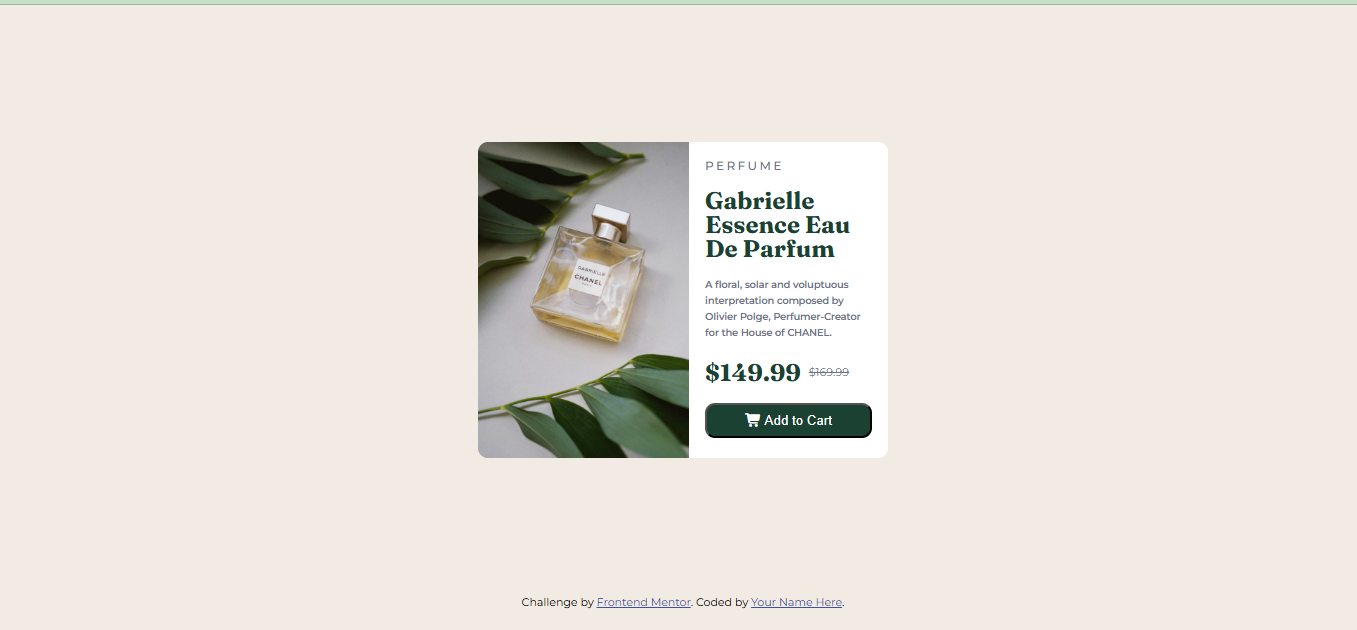 PERFUME
Gabrielle
Essence Eau
De Parfum
A floral, solar and voluptuous
interpretation composed by
Olivier Polge, Perfumer-Creator
for the House of CHANEL.
$149.99 $169.99
Add to Cart
GABRIELLE
CHANEL
Challenge by Frontend Mentor. Coded by Your Name Here.